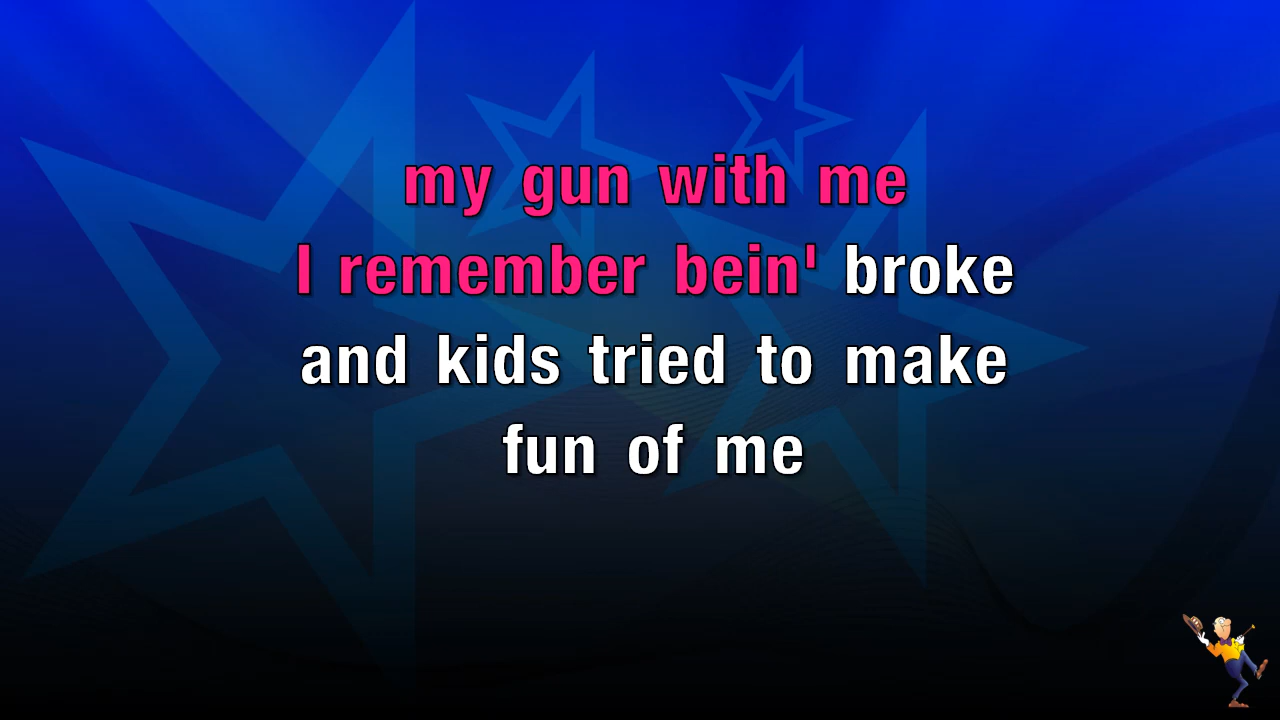 my gun with me
I remember bein' broke
and kids tried to make
fun of me